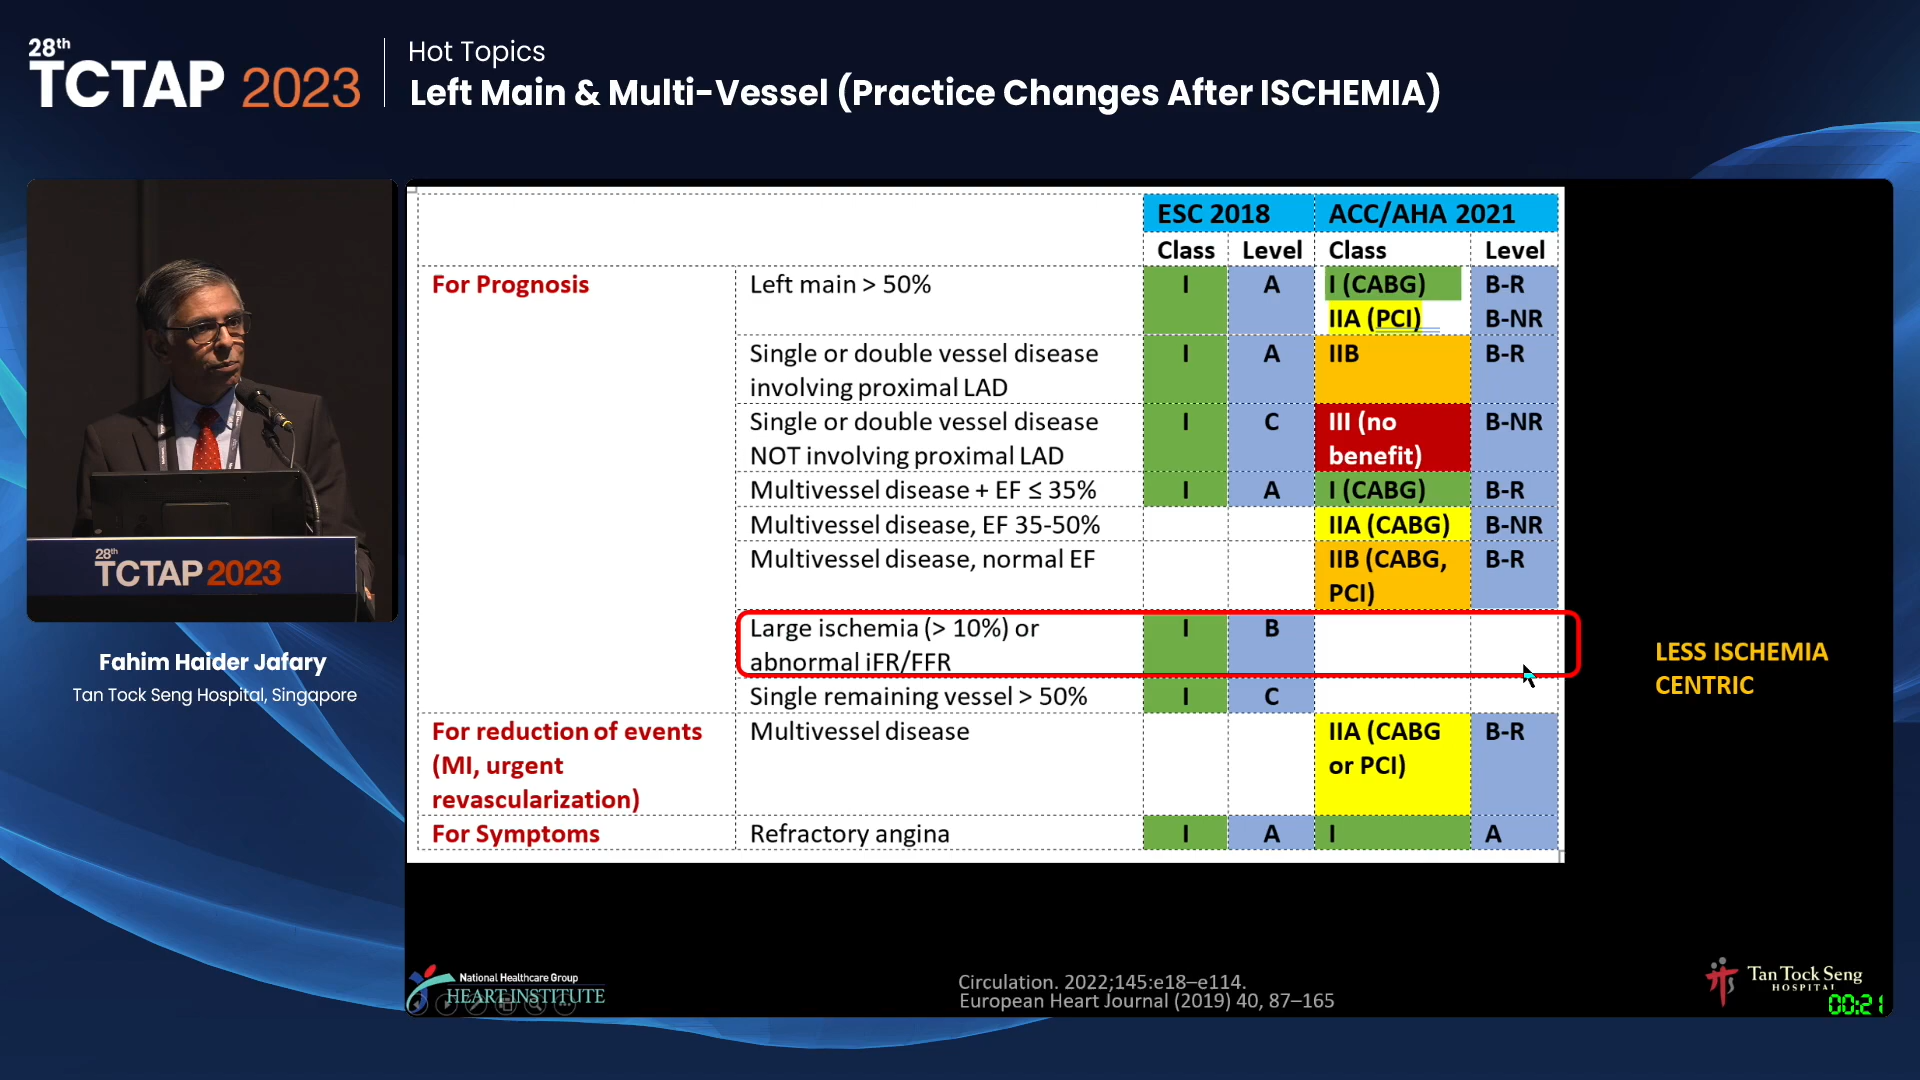 28th
TCTAP 2023
Hot Topics
Left Main & Multi-Vessel (Practice Changes After ISCHEMIA)
28th
TCTAP 2023
Fahim Haider Jafary
Tan Tock Seng Hospital, Singapore
ESC 2018 ACC/AHA 2021
Class Level Class Level
For Prognosis Left main > 50% I A I (CABG) B-R
IIA (PCI) B-NR
Single or double vessel disease I A IIB B-R
involving proximal LAD
Single or double vessel disease I C III (no B-NR
NOT involving proximal LAD benefit)
Multivessel disease + EF ≤ 35% I A I (CABG) B-R
Multivessel disease, EF 35-50% IIA (CABG) B-NR
Multivessel disease, normal EF IIB (CABG, B-R
PCI)
Large ischemia (> 10%) or I B
abnormal iFR/FFR
Single remaining vessel > 50% I C
For reduction of events Multivessel disease IIA (CABG B-R
(MI, urgent or PCI)
revascularization)
For Symptoms Refractory angina I A I A
LESS ISCHEMIA
CENTRIC
National Healthcare Group
HEART INSTITUTE
Circulation. 2022;145:e18–e114.
European Heart Journal (2019) 40, 87–165
Tan Tock Seng
HOSPITAL
00:21